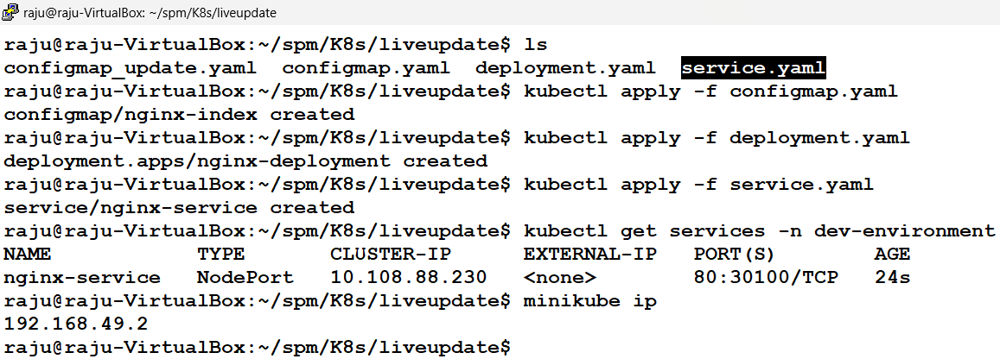 raju@raju-VirtualBox: ~/spm/K8s/liveupdate
raju@raju-VirtualBox:~/spm/K8s/liveupdate$ ls
configmap_update.yaml  configmap.yaml  deployment.yaml  service.yaml
raju@raju-VirtualBox:~/spm/K8s/liveupdate$ kubectl apply -f configmap.yaml
configmap/nginx-index created
raju@raju-VirtualBox:~/spm/K8s/liveupdate$ kubectl apply -f deployment.yaml
deployment.apps/nginx-deployment created
raju@raju-VirtualBox:~/spm/K8s/liveupdate$ kubectl apply -f service.yaml
service/nginx-service created
raju@raju-VirtualBox:~/spm/K8s/liveupdate$ kubectl get services -n dev-environment
NAME            TYPE       CLUSTER-IP      EXTERNAL-IP   PORT(S)        AGE
nginx-service   NodePort   10.108.88.230   <none>        80:30100/TCP   24s
raju@raju-VirtualBox:~/spm/K8s/liveupdate$ minikube ip
192.168.49.2
raju@raju-VirtualBox:~/spm/K8s/liveupdate$